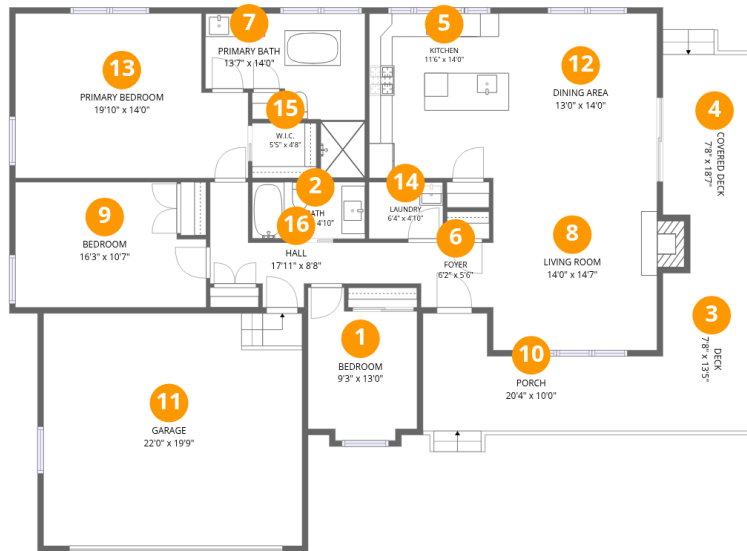 7
PRIMARY BATH
13'7" x 14'0"
5
KITCHEN
11'6" x 14'0"
13
PRIMARY BEDROOM
19'10" x 14'0"
12
DINING AREA
13'0" x 14'0"
4
COVERED DECK
7'8" x 18'7"
15
W.I.C.
5'5" x 4'8"
2
4'10"
14
LAUNDRY
6'4" x 4'10"
9
BEDROOM
16'3" x 10'7"
16
HALL
17'11" x 8'8"
6
FOYER
6'2" x 5'6"
8
LIVING ROOM
14'0" x 14'7"
3
DECK
7'8" x 13'5"
1
BEDROOM
9'3" x 13'0"
10
PORCH
20'4" x 10'0"
11
GARAGE
22'0" x 19'9"